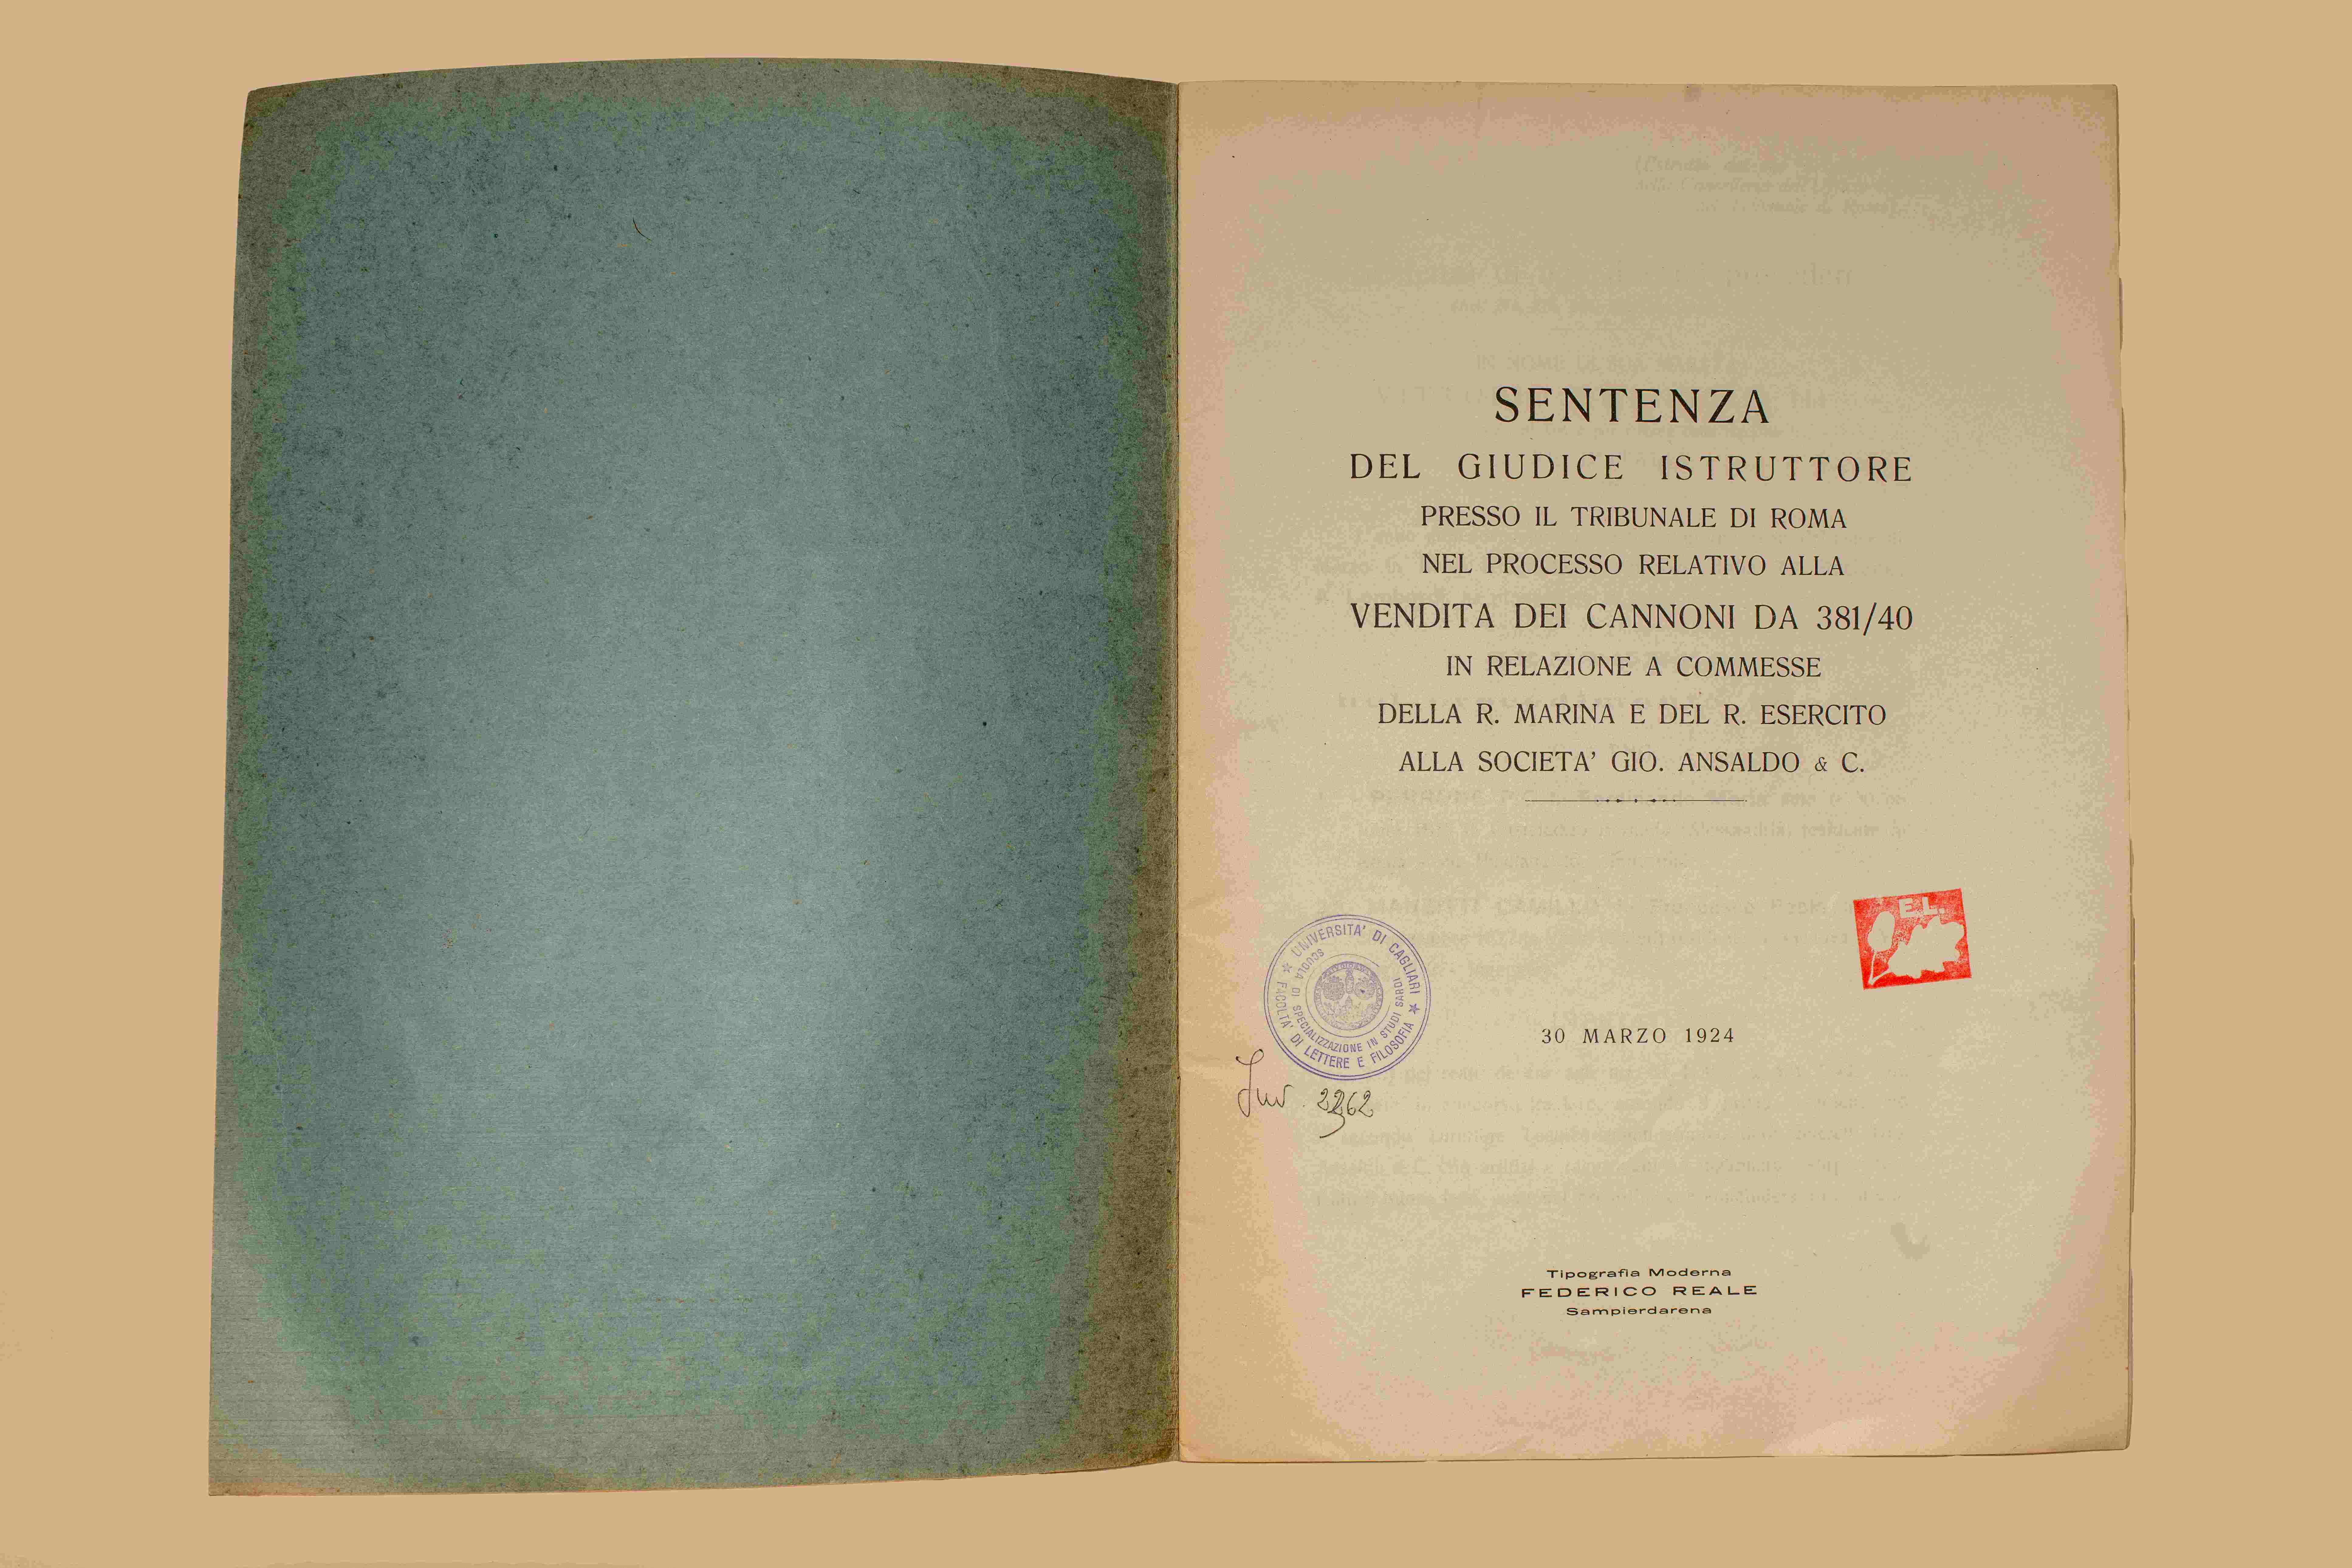 SENTENZA
DEL GIUDICE ISTRUTTORE
PRESSO IL TRIBUNALE DI ROMA
NEL PROCESSO RELATIVO ALLA
VENDITA DEI CANNONI DA 381/40
IN RELAZIONE A COMMESSE
DELLA R. MARINA E DEL R. ESERCITO
ALLA SOCIETA' GIO. ANSALDO & C.
E.L.
UNIVERSITA' DI CAGLIARI
FACOLTA' DI LETTERE E FILOSOFIA
SCUOLA DI SPECIALIZZAZIONE IN STUDI SARDI
30 MARZO 1924
Inv. 2262
Tipografia Moderna
FEDERICO REALE
Sampierdarena